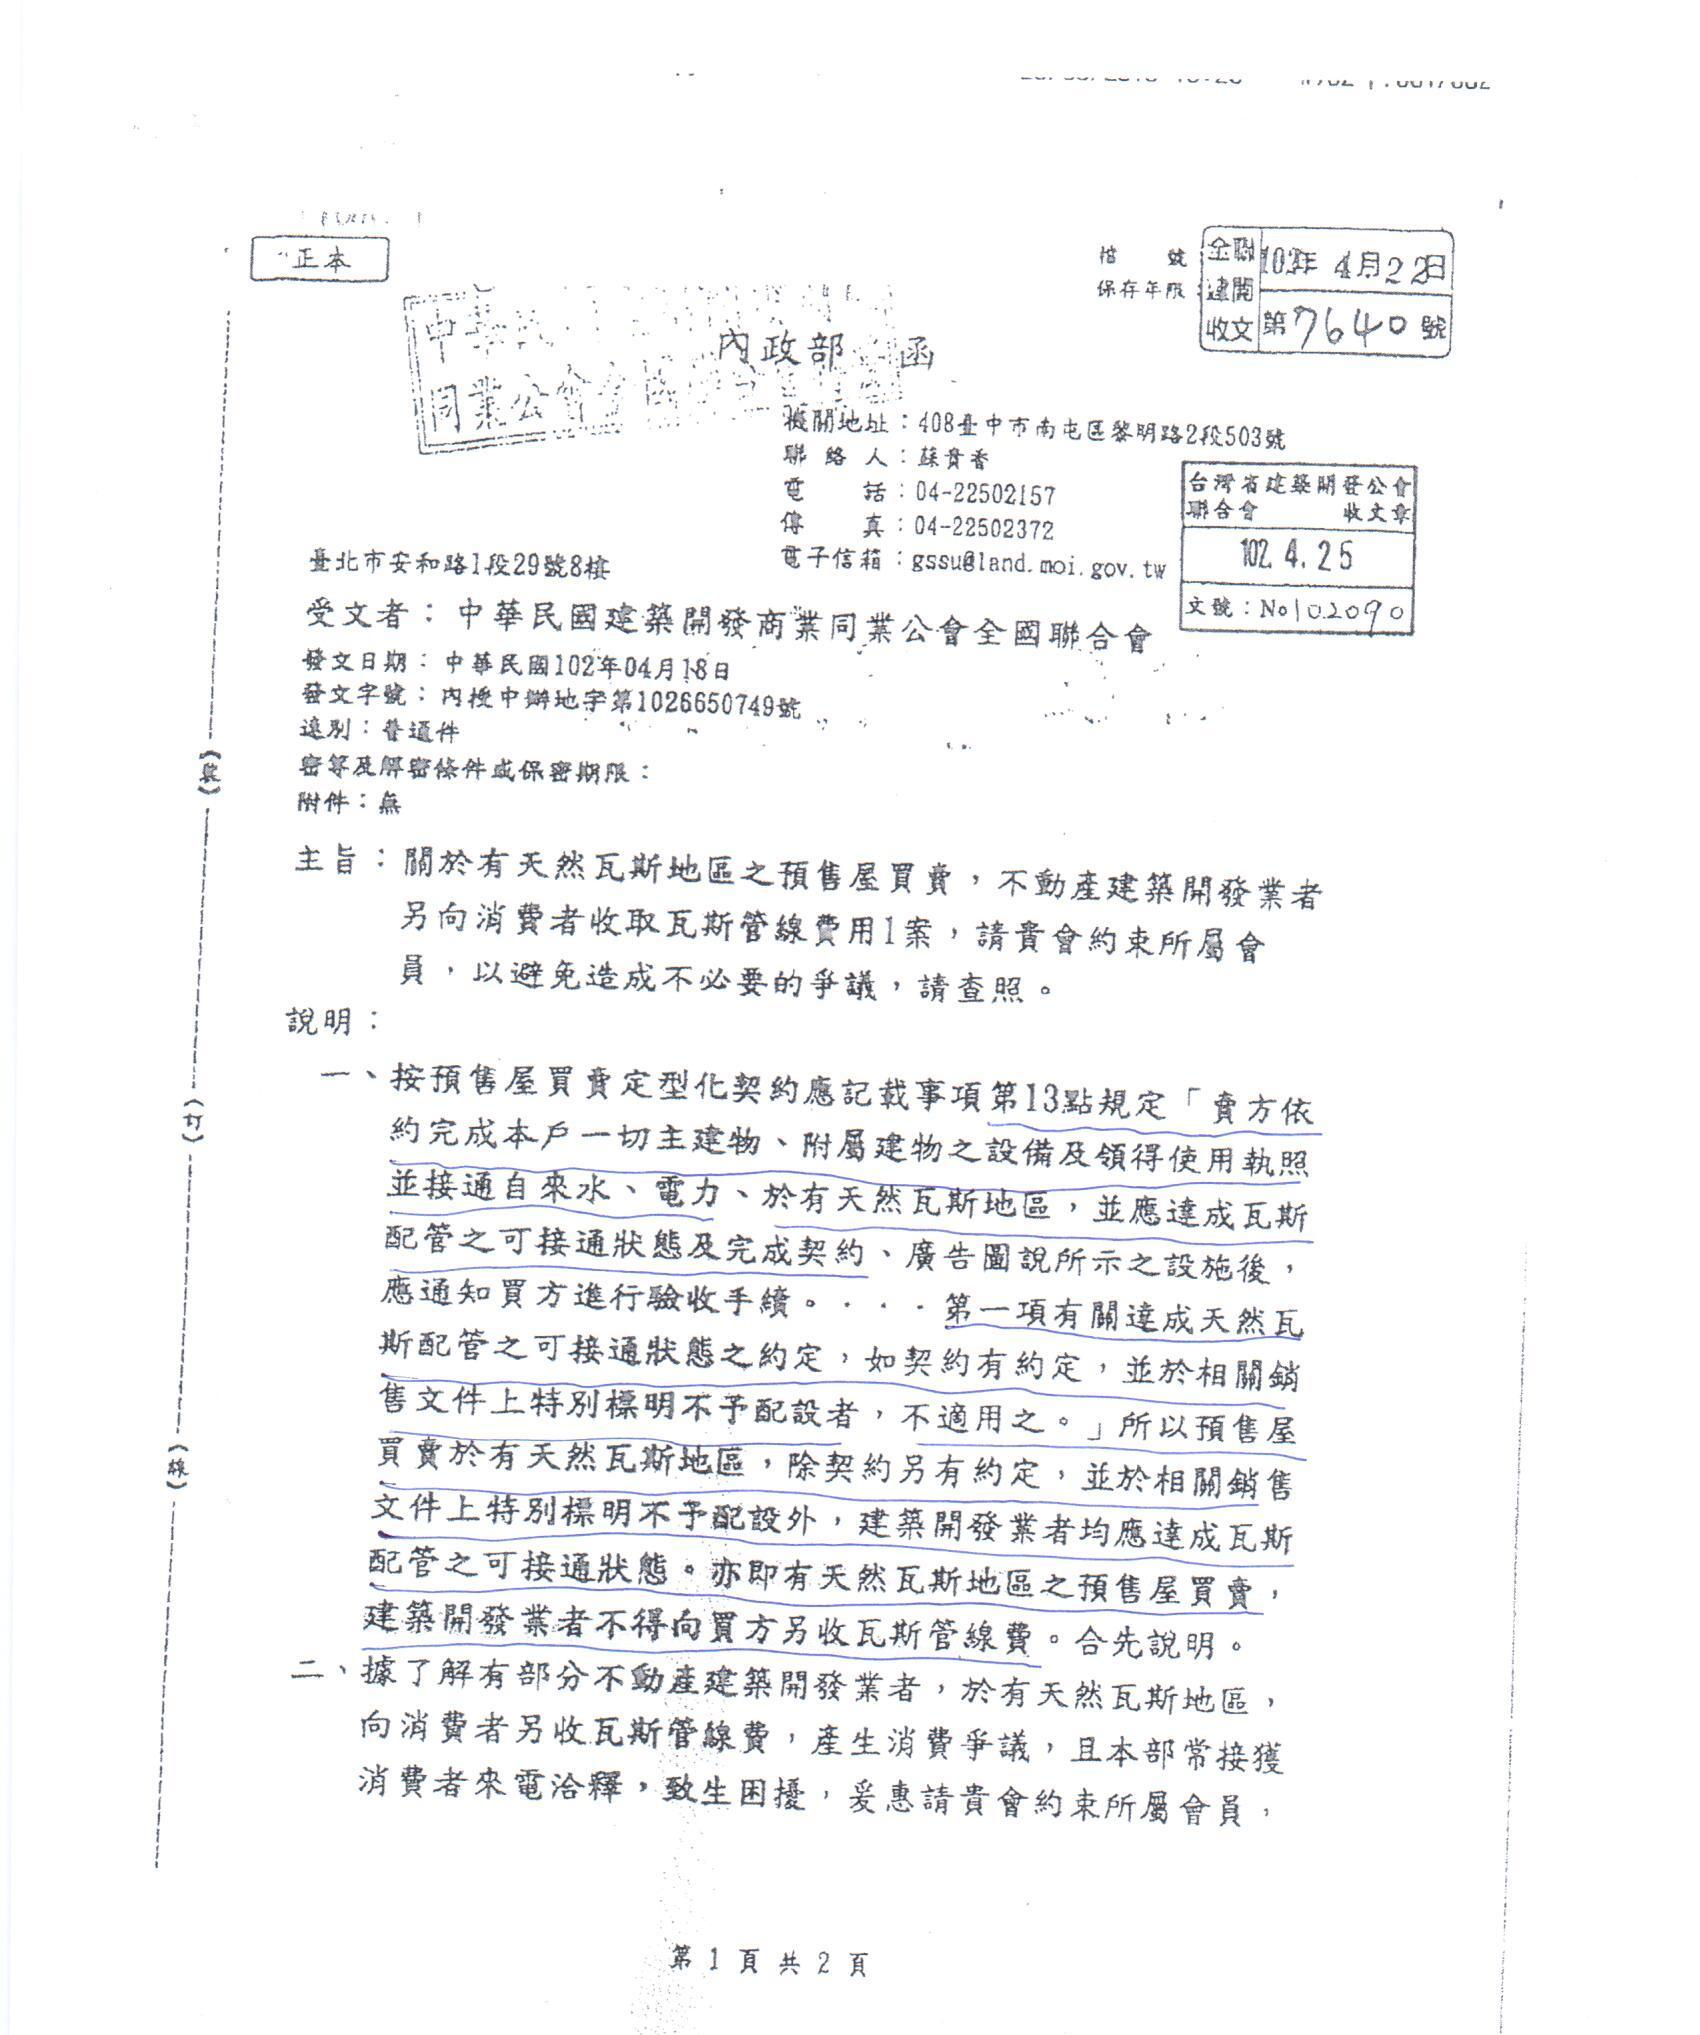 正本
檔 號
保存年限：
全聯
建開
收文
102年4月22日
第7640號
內政部 函
機關地址：408臺中市南屯區黎明路2段503號
聯 絡 人：蘇貴香
電 話：04-22502157
傳 真：04-22502372
電子信箱：gssu@land.moi.gov.tw
台灣省建築開發公會
聯合會 收文章
102.4.25
文號：No102090
臺北市安和路1段29號8樓
受文者：中華民國建築開發商業同業公會全國聯合會
發文日期：中華民國102年04月18日
發文字號：內授中辦地字第1026650749號
速別：普通件
密等及解密條件或保密期限：
附件：無
主旨：關於有天然瓦斯地區之預售屋買賣，不動產建築開發業者
另向消費者收取瓦斯管線費用1案，請貴會約束所屬會
員，以避免造成不必要的爭議，請查照。
說明：
一、按預售屋買賣定型化契約應記載事項第13點規定「賣方依
約完成本戶一切主建物、附屬建物之設備及領得使用執照
並接通自來水、電力、於有天然瓦斯地區，並應達成瓦斯
配管之可接通狀態及完成契約、廣告圖說所示之設施後，
應通知買方進行驗收手續。．．．第一項有關達成天然瓦
斯配管之可接通狀態之約定，如契約有約定，並於相關銷
售文件上特別標明不予配設者，不適用之。」所以預售屋
買賣於有天然瓦斯地區，除契約另有約定，並於相關銷售
文件上特別標明不予配設外，建築開發業者均應達成瓦斯
配管之可接通狀態。亦即有天然瓦斯地區之預售屋買賣，
建築開發業者不得向買方另收瓦斯管線費。合先說明。
二、據了解有部分不動產建築開發業者，於有天然瓦斯地區，
向消費者另收瓦斯管線費，產生消費爭議，且本部常接獲
消費者來電洽釋，致生困擾，爰惠請貴會約束所屬會員，
（裝）
（訂）
（線）
第 1 頁 共 2 頁